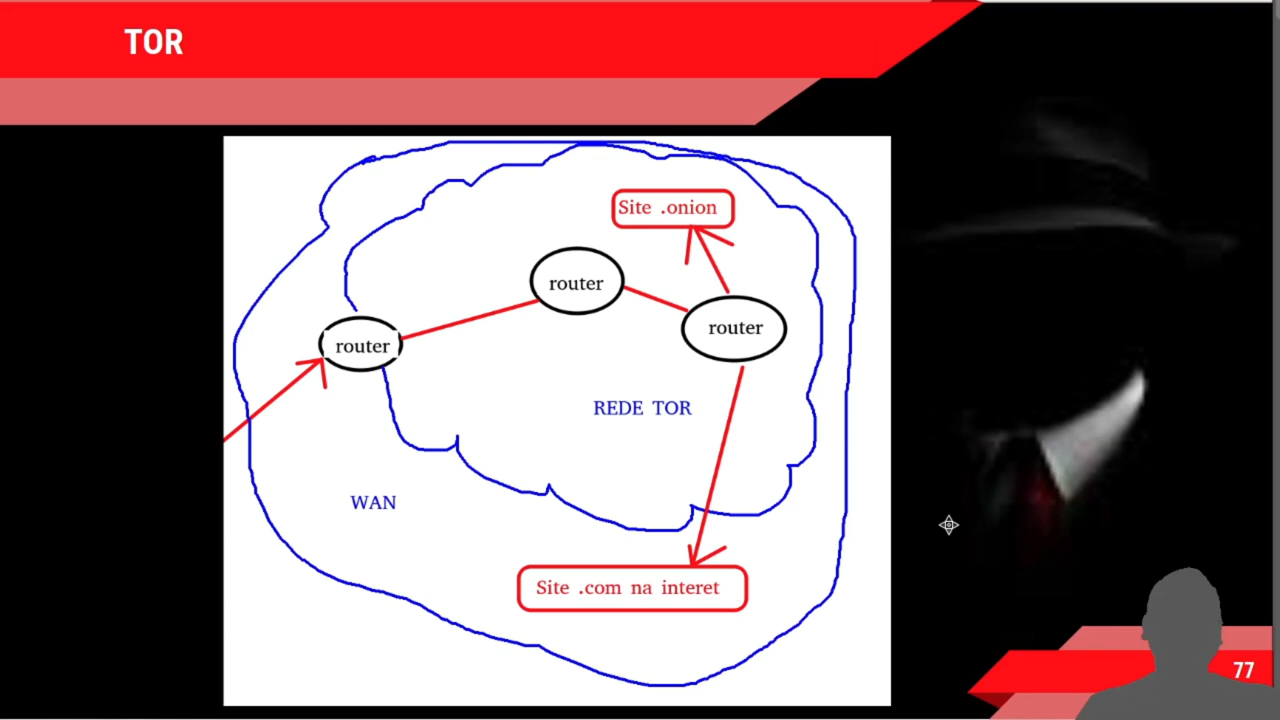 TOR
Site .onion
router
router
router
REDE TOR
WAN
Site .com na interet
77